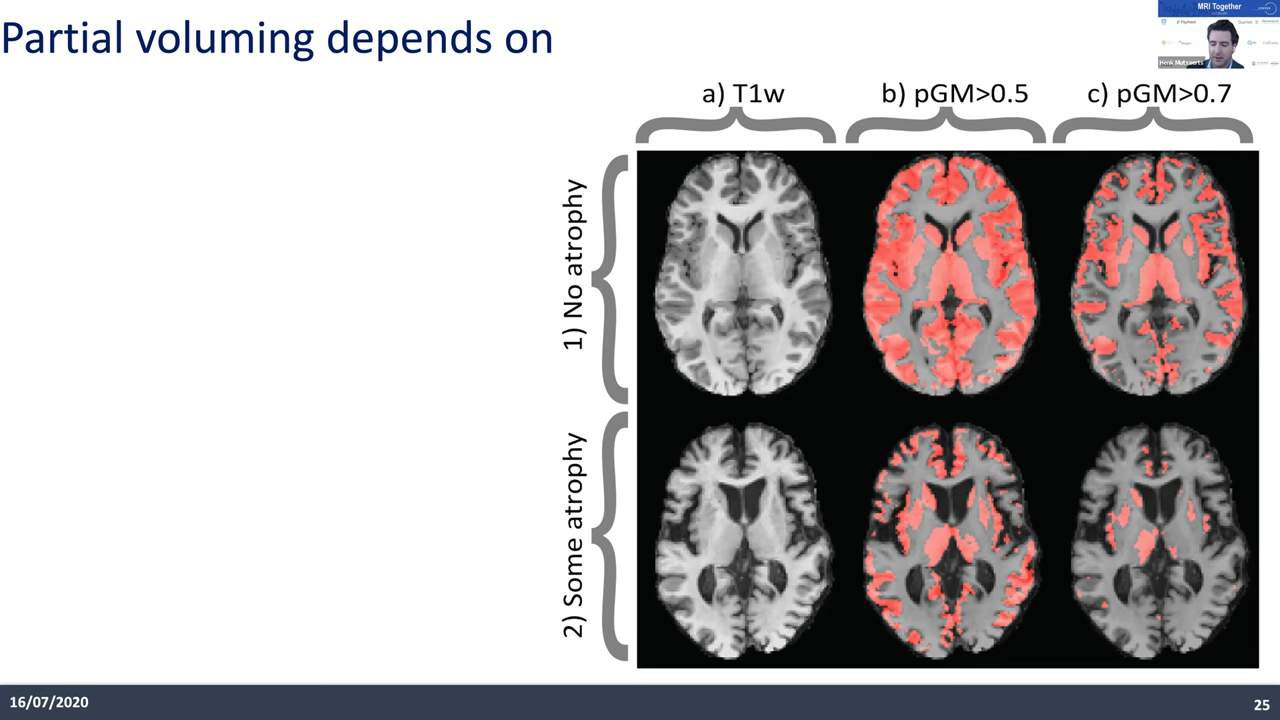 Partial voluming depends on
MRI Together
Henk Mutsaerts
a) T1w
b) pGM>0.5
c) pGM>0.7
1) No atrophy
2) Some atrophy
16/07/2020
25